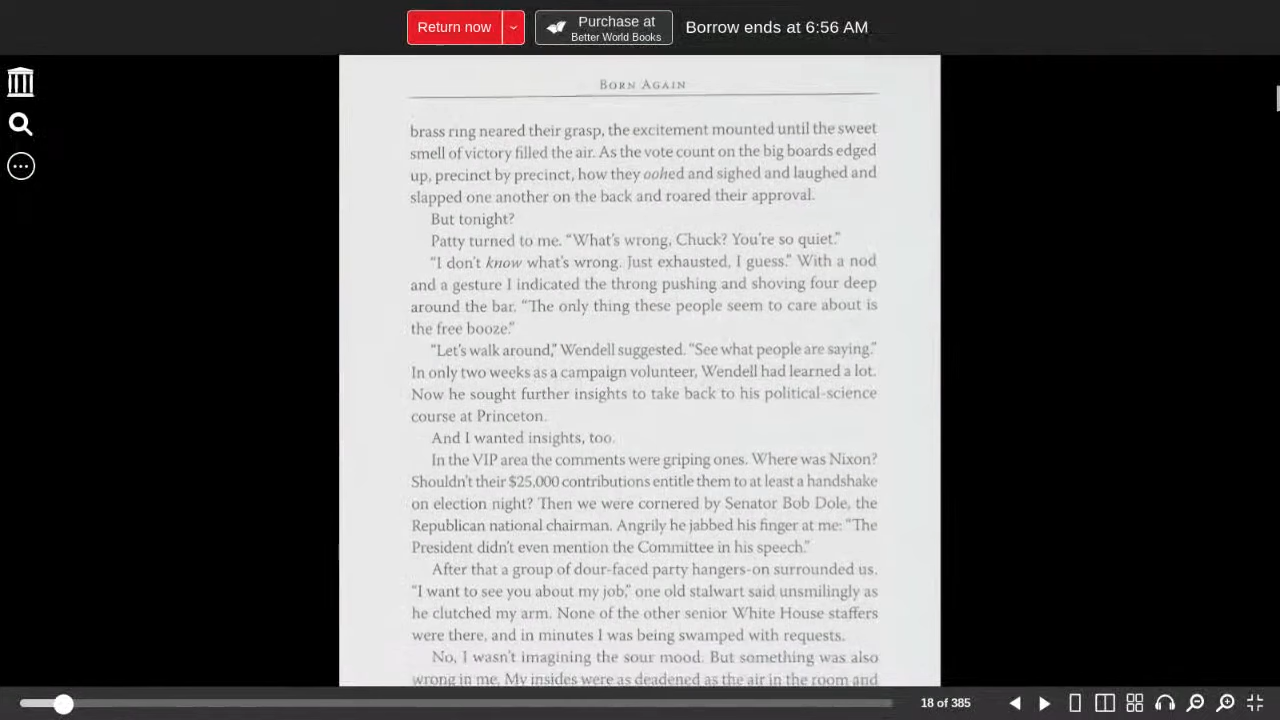 Return now
Purchase at
Better World Books
Borrow ends at 6:56 AM
Born Again
brass ring neared their grasp, the excitement mounted until the sweet
smell of victory filled the air. As the vote count on the big boards edged
up, precinct by precinct, how they oohed and sighed and laughed and
slapped one another on the back and roared their approval.
But tonight?
Patty turned to me. “What’s wrong, Chuck? You’re so quiet.”
“I don’t know what’s wrong. Just exhausted, I guess.” With a nod
and a gesture I indicated the throng pushing and shoving four deep
around the bar. “The only thing these people seem to care about is
the free booze.”
“Let’s walk around,” Wendell suggested. “See what people are saying.”
In only two weeks as a campaign volunteer, Wendell had learned a lot.
Now he sought further insights to take back to his political-science
course at Princeton.
And I wanted insights, too.
In the VIP area the comments were griping ones. Where was Nixon?
Shouldn’t their $25,000 contributions entitle them to at least a handshake
on election night? Then we were cornered by Senator Bob Dole, the
Republican national chairman. Angrily he jabbed his finger at me: “The
President didn’t even mention the Committee in his speech.”
After that a group of dour-faced party hangers-on surrounded us.
“I want to see you about my job,” one old stalwart said unsmilingly as
he clutched my arm. None of the other senior White House staffers
were there, and in minutes I was being swamped with requests.
No, I wasn’t imagining the sour mood. But something was also
wrong in me. My insides were as deadened as the air in the room and
18 of 385